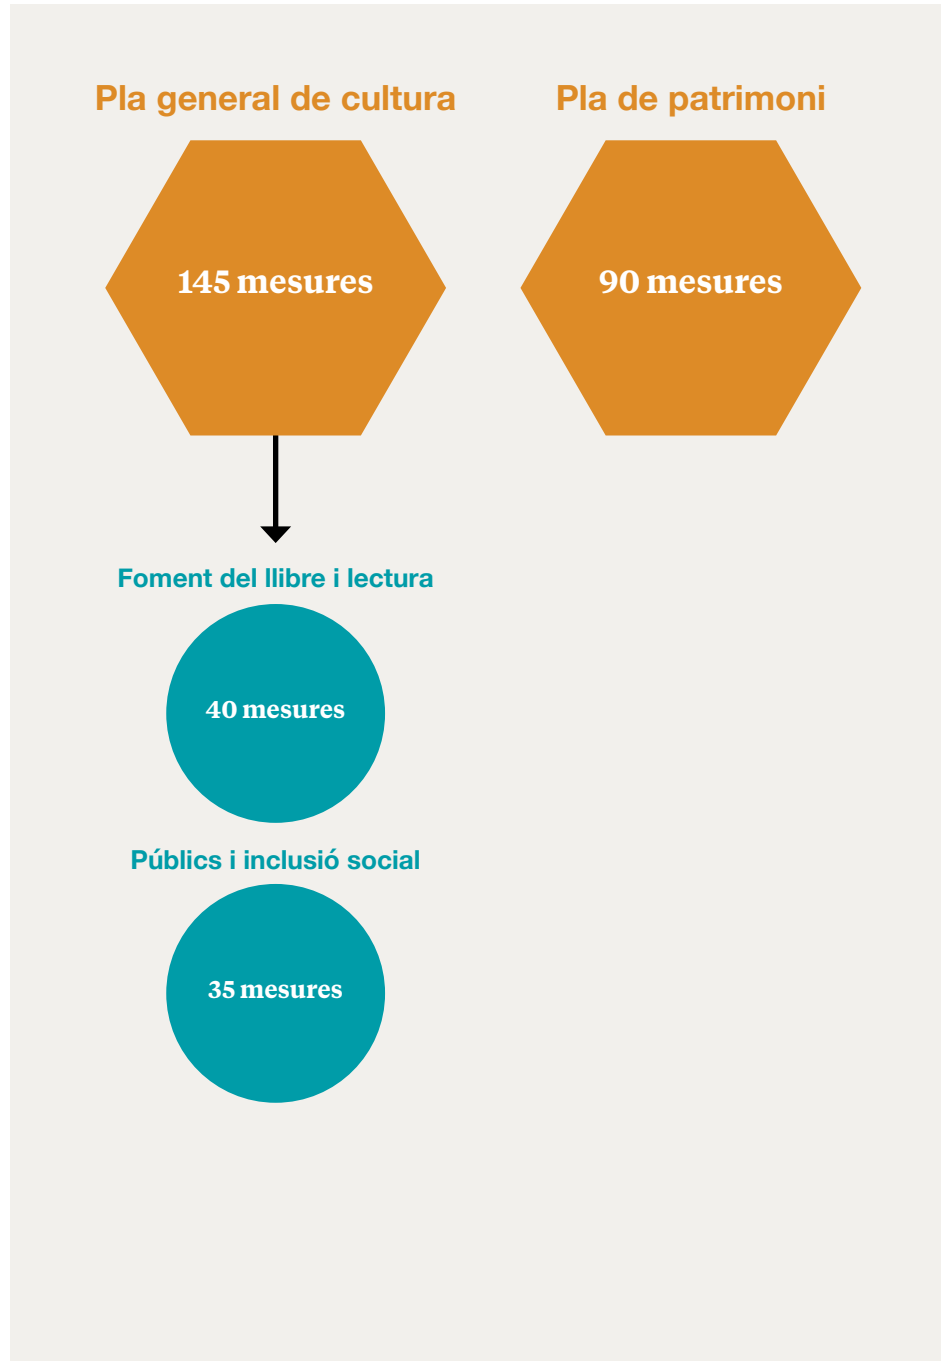 Pla general de cultura
Pla de patrimoni
145 mesures
90 mesures
Foment del llibre i lectura
40 mesures
Públics i inclusió social
35 mesures